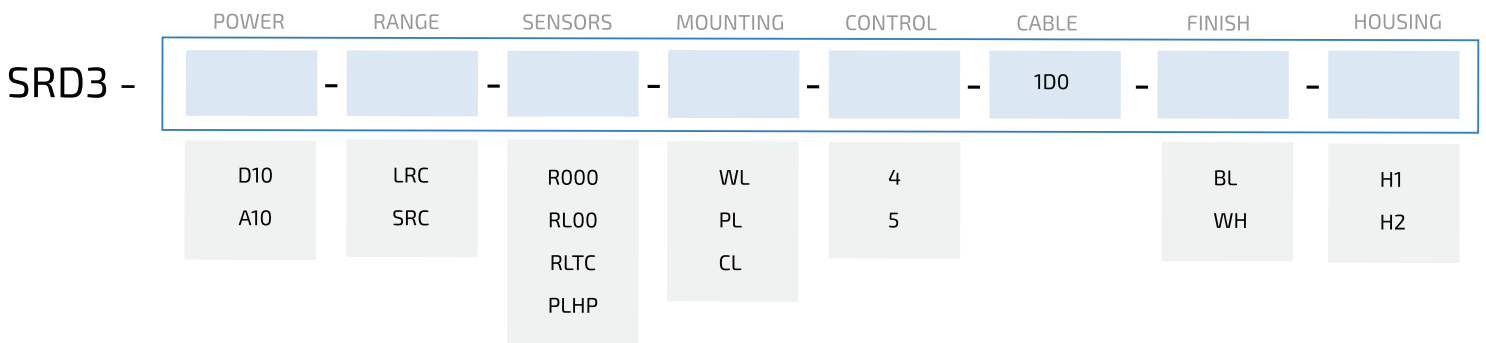 POWER RANGE SENSORS MOUNTING CONTROL CABLE FINISH HOUSING
SRD3 - - - - - - 1D0 - -
D10 LRC R000 WL 4 BL H1
A10 SRC RL00 PL 5 WH H2
RLTC CL
PLHP